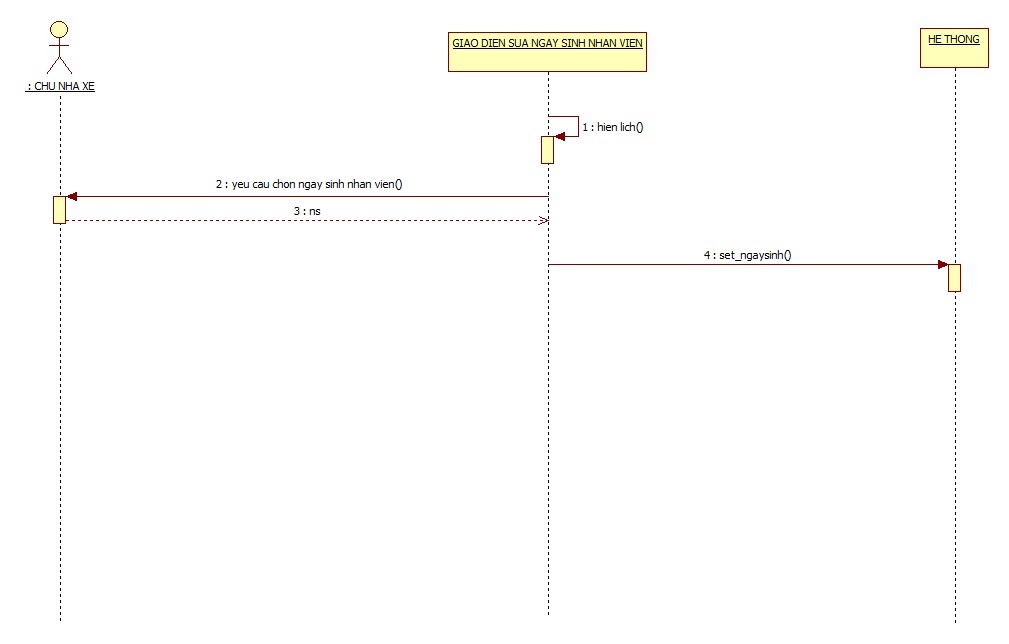 : CHU NHA XE
GIAO DIEN SUA NGAY SINH NHAN VIEN
HE THONG
1 : hien lich()
2 : yeu cau chon ngay sinh nhan vien()
3 : ns
4 : set_ngaysinh()